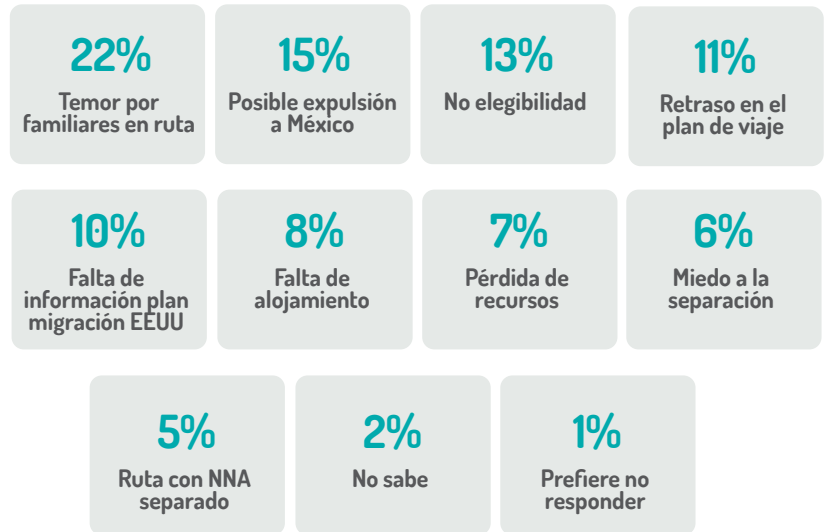 22%
Temor por
familiares en ruta
15%
Posible expulsión
a México
13%
No elegibilidad
11%
Retraso en el
plan de viaje
10%
Falta de
información plan
migración EEUU
8%
Falta de
alojamiento
7%
Pérdida de
recursos
6%
Miedo a la
separación
5%
Ruta con NNA
separado
2%
No sabe
1%
Prefiere no
responder